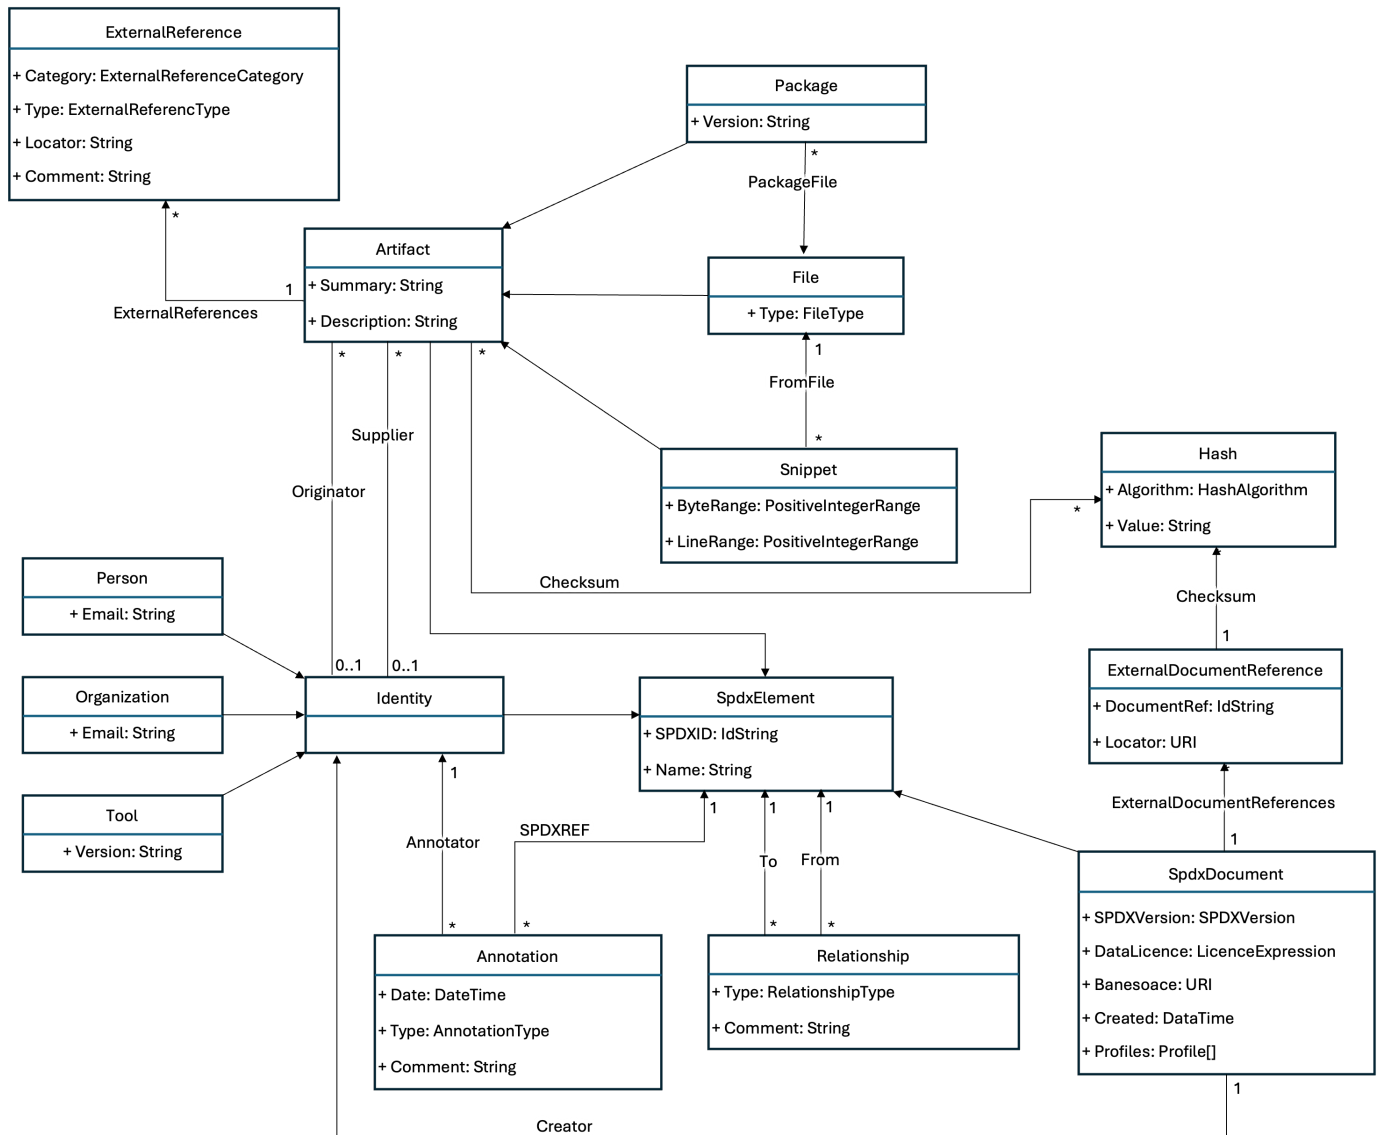 ExternalReference
+ Category: ExternalReferenceCategory
+ Type: ExternalReferencType
+ Locator: String
+ Comment: String
*
1
ExternalReferences
Package
+ Version: String
*
PackageFile
Artifact
+ Summary: String
+ Description: String
*
*
*
File
+ Type: FileType
1
FromFile
*
Supplier
Originator
Snippet
+ ByteRange: PositiveIntegerRange
+ LineRange: PositiveIntegerRange
Hash
+ Algorithm: HashAlgorithm
+ Value: String
*
Checksum
*
Checksum
1
Person
+ Email: String
0..1
0..1
Organization
+ Email: String
Identity
SpdxElement
+ SPDXID: IdString
+ Name: String
ExternalDocumentReference
+ DocumentRef: IdString
+ Locator: URI
*
ExternalDocumentReferences
1
Tool
+ Version: String
1
Annotator
*
1
SPDXREF
*
1
To
*
1
From
*
Annotation
+ Date: DateTime
+ Type: AnnotationType
+ Comment: String
Relationship
+ Type: RelationshipType
+ Comment: String
SpdxDocument
+ SPDXVersion: SPDXVersion
+ DataLicence: LicenceExpression
+ Banesoace: URI
+ Created: DataTime
+ Profiles: Profile[]
1
Creator